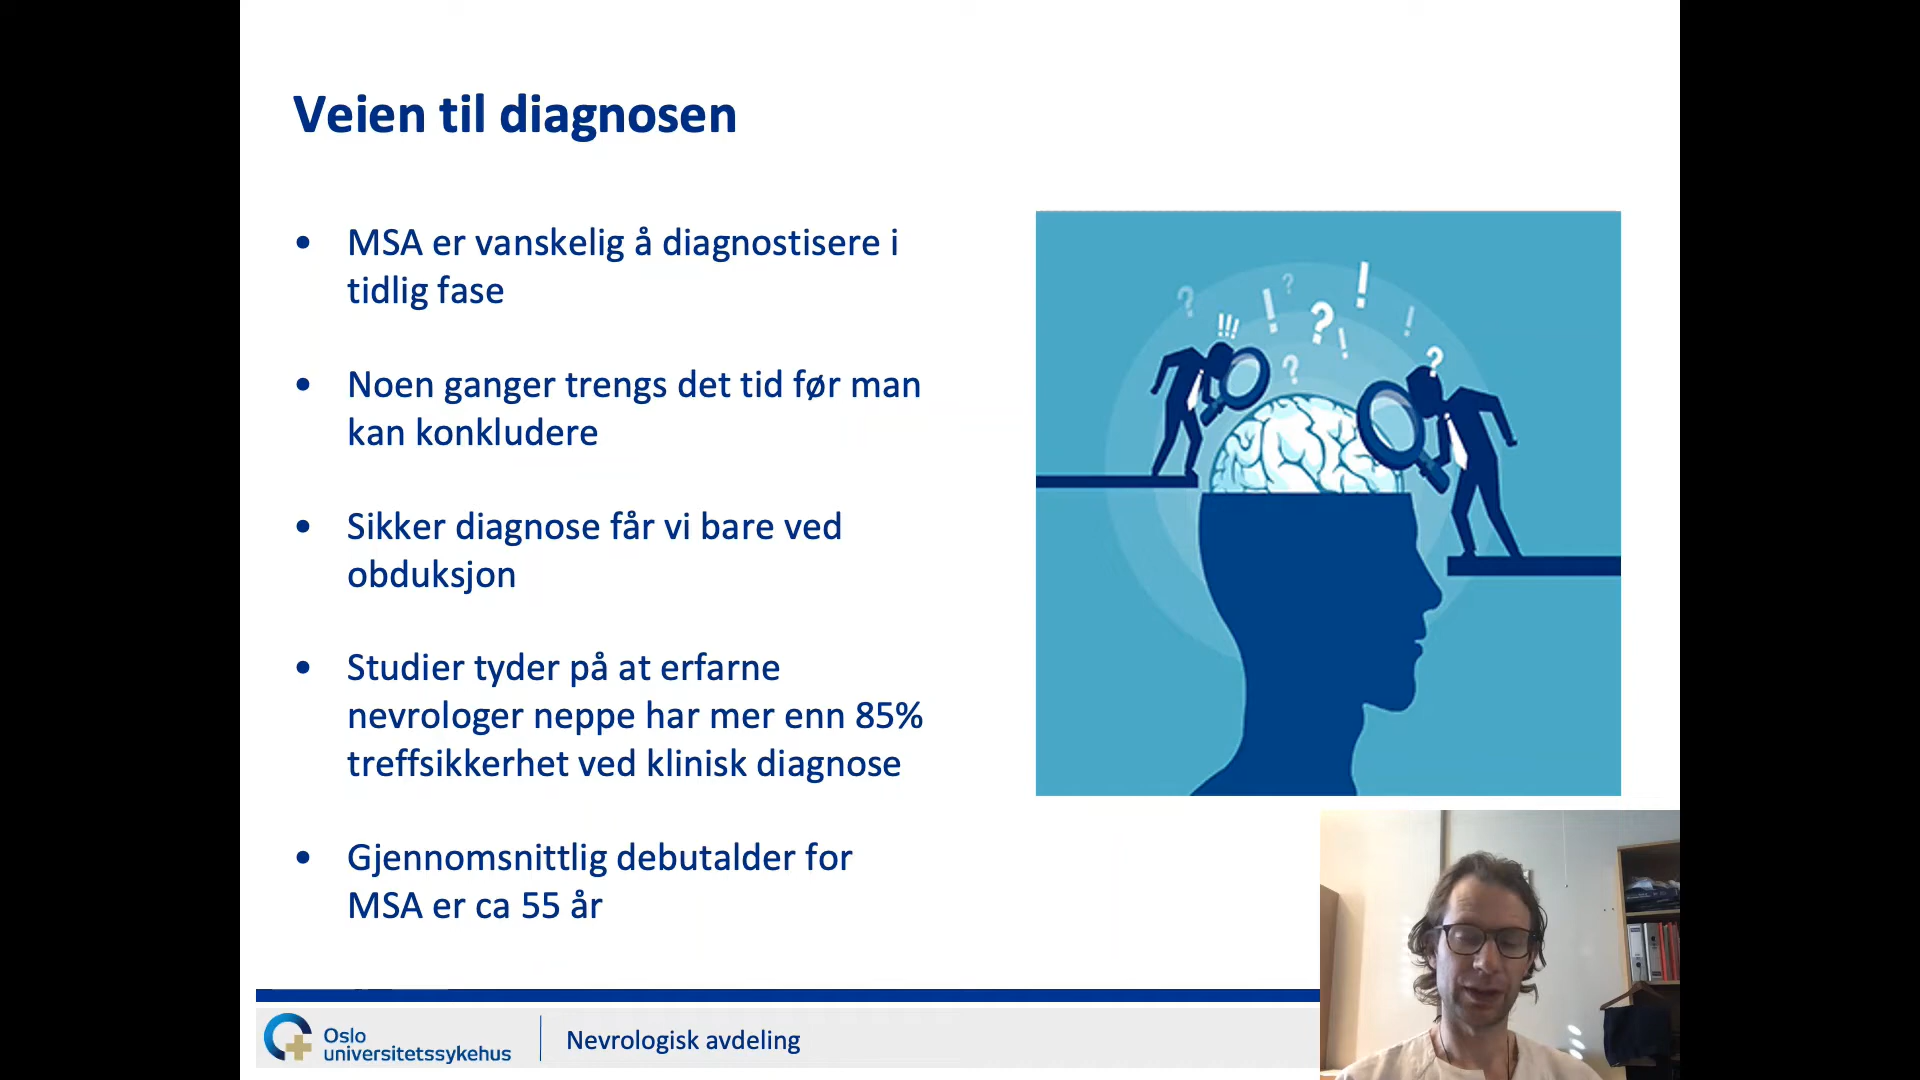 Veien til diagnosen
• MSA er vanskelig å diagnostisere i
tidlig fase
• Noen ganger trengs det tid før man
kan konkludere
• Sikker diagnose får vi bare ved
obduksjon
• Studier tyder på at erfarne
nevrologer neppe har mer enn 85%
treffsikkerhet ved klinisk diagnose
• Gjennomsnittlig debutalder for
MSA er ca 55 år
? ? ! ! !!! ? ! ! ? ?
Oslo
universitetssykehus
Nevrologisk avdeling